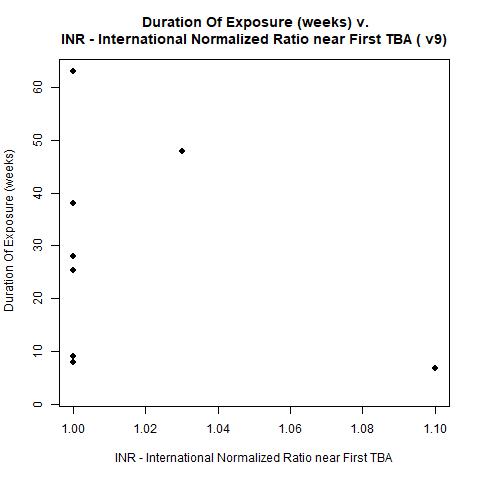 Duration Of Exposure (weeks) v.
INR - International Normalized Ratio near First TBA ( v9)
Duration Of Exposure (weeks)
60
50
40
30
20
10
0
1.00 1.02 1.04 1.06 1.08 1.10
INR - International Normalized Ratio near First TBA